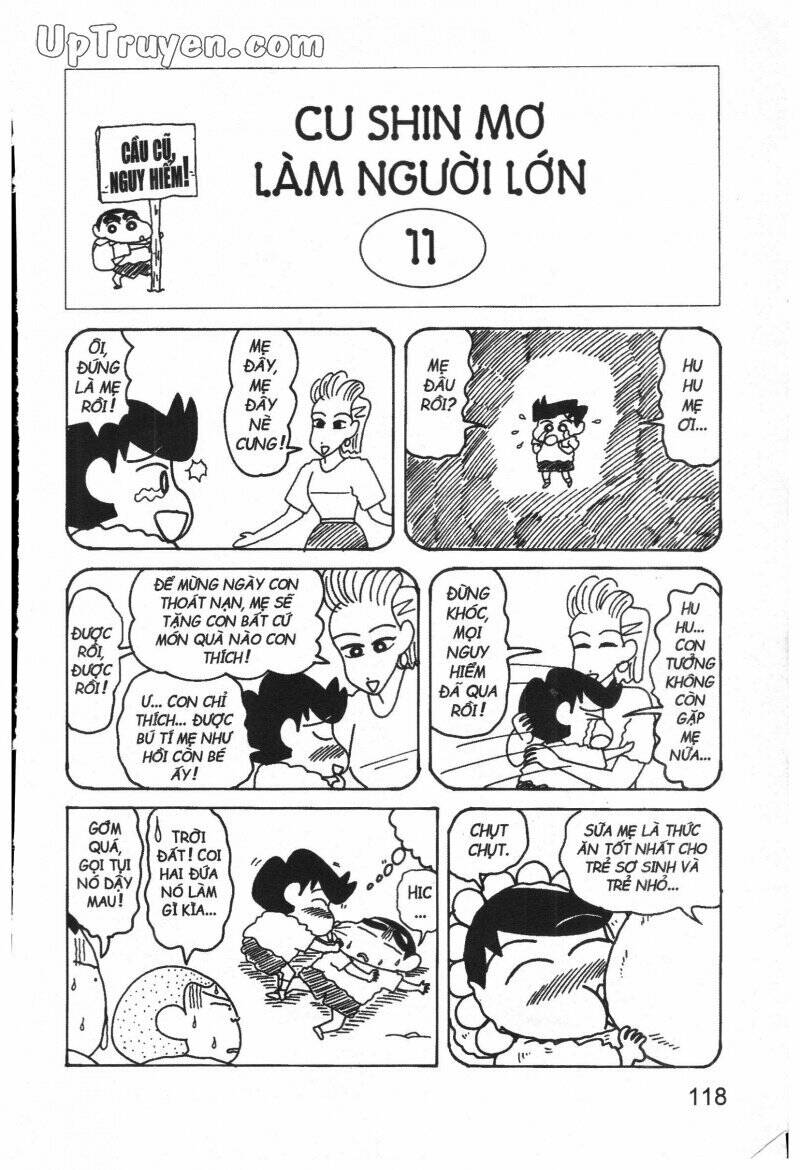 UpTruyen.com
CẦU CŨ,
NGUY HIỂM!
CU SHIN MƠ
LÀM NGƯỜI LỚN
11
HU
HU
MẸ
ƠI...
MẸ
ĐÂU
RỒI?
MẸ
ĐÂY,
MẸ
ĐÂY
NÈ
CƯNG!
ÔI,
ĐÚNG
LÀ MẸ
RỒI!
HU
HU...
CON
TƯỞNG
KHÔNG
CÒN
GẶP
MẸ
NỮA...
ĐỪNG
KHÓC,
MỌI
NGUY
HIỂM
ĐÃ QUA
RỒI!
ĐỂ MỪNG NGÀY CON
THOÁT NẠN, MẸ SẼ
TẶNG CON BẤT CỨ
MÓN QUÀ NÀO CON
THÍCH!
Ư... CON CHỈ
THÍCH... ĐƯỢC
BÚ TÍ MẸ NHƯ
HỒI CÒN BÉ
ẤY!
ĐƯỢC
RỒI,
ĐƯỢC
RỒI!
SỮA MẸ LÀ THỨC
ĂN TỐT NHẤT CHO
TRẺ SƠ SINH VÀ
TRẺ NHỎ...
CHỤT
CHỤT.
HIC
...
TRỜI
ĐẤT! COI
HAI ĐỨA
NÓ LÀM
GÌ KÌA...
GỚM
QUÁ,
GỌI TỤI
NÓ DẬY
MAU!
118